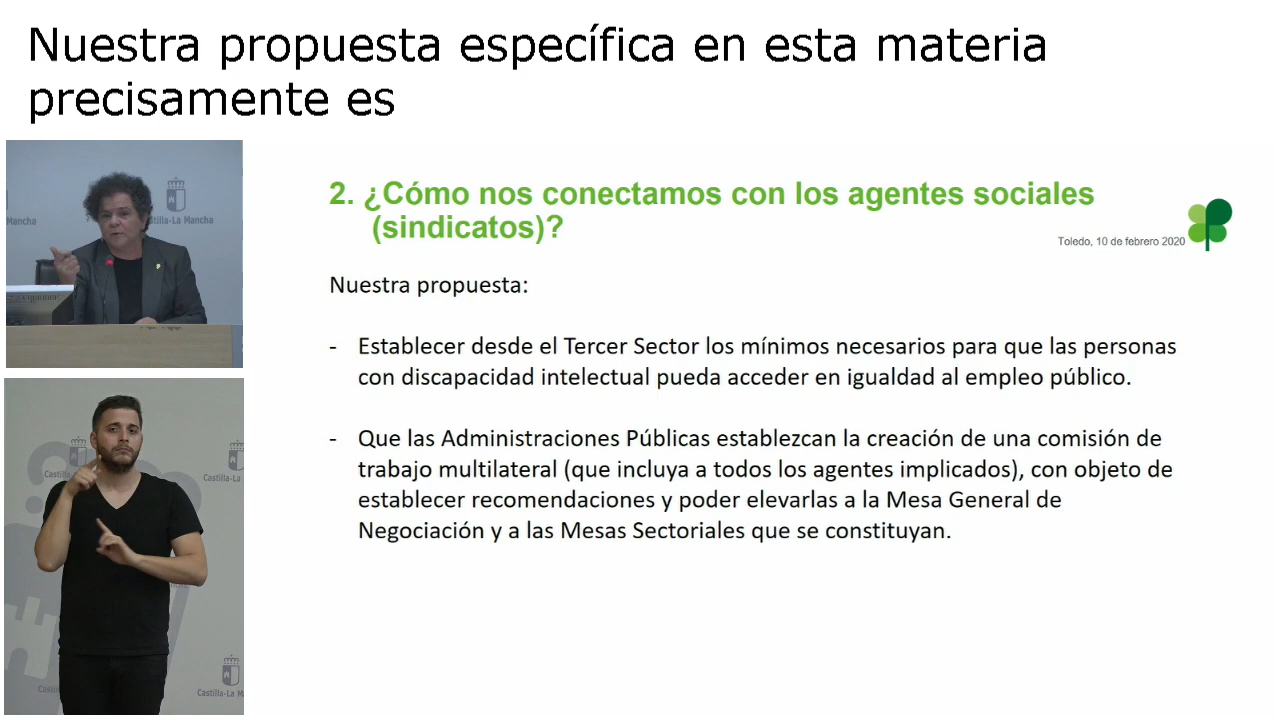 Nuestra propuesta específica en esta materia
precisamente es
2. ¿Cómo nos conectamos con los agentes sociales
(sindicatos)?
Toledo, 10 de febrero 2020
Nuestra propuesta:
- Establecer desde el Tercer Sector los mínimos necesarios para que las personas
con discapacidad intelectual pueda acceder en igualdad al empleo público.
- Que las Administraciones Públicas establezcan la creación de una comisión de
trabajo multilateral (que incluya a todos los agentes implicados), con objeto de
establecer recomendaciones y poder elevarlas a la Mesa General de
Negociación y a las Mesas Sectoriales que se constituyan.
Mancha
stilla-La Mancha
Castilla-L
Castilla-La
Casti
Castilla-La M